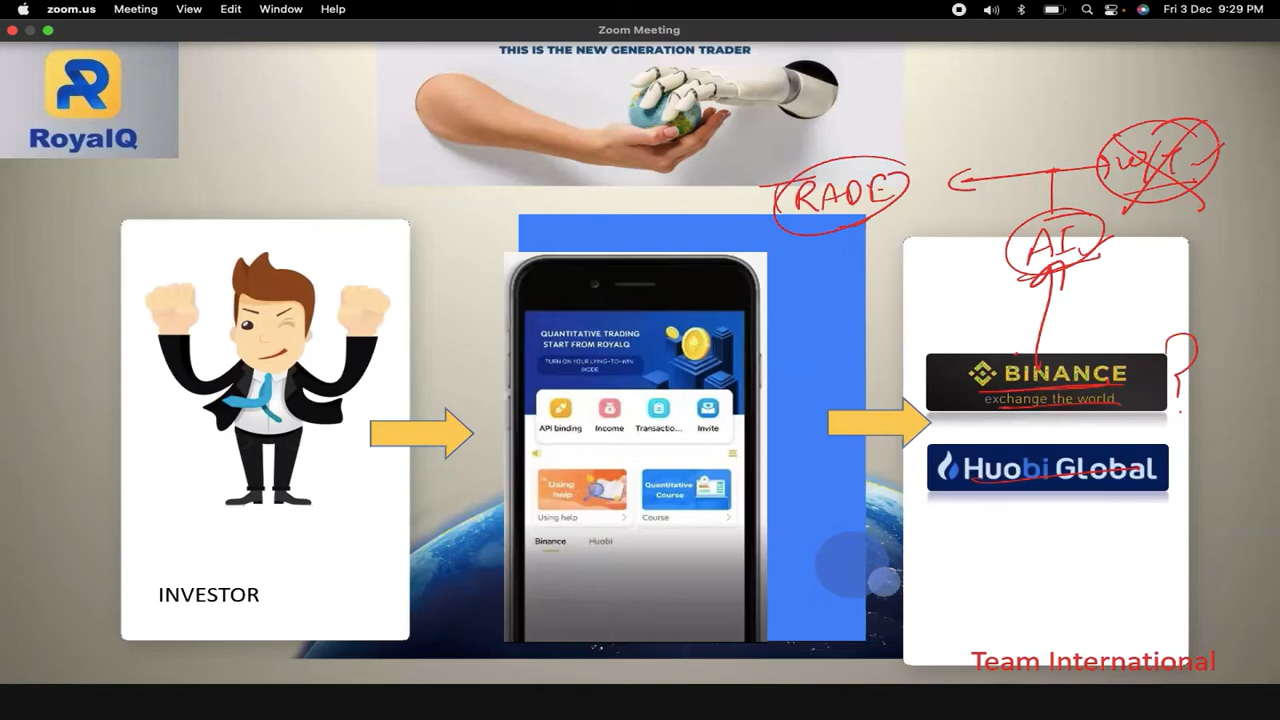 zoom.us Meeting View Edit Window Help Fri 3 Dec 9:29 PM
Zoom Meeting
THIS IS THE NEW GENERATION TRADER
RoyalQ
TRADE
AI
QUANTITATIVE TRADING
START FROM ROYALQ
TURN ON YOUR LYING-TO-WIN
MODE
API binding Income Transactio... Invite
Using
help
Quantitative
Course
Using help
Course
Binance Huobi
BINANCE
exchange the world
?
Huobi Global
INVESTOR
Team International